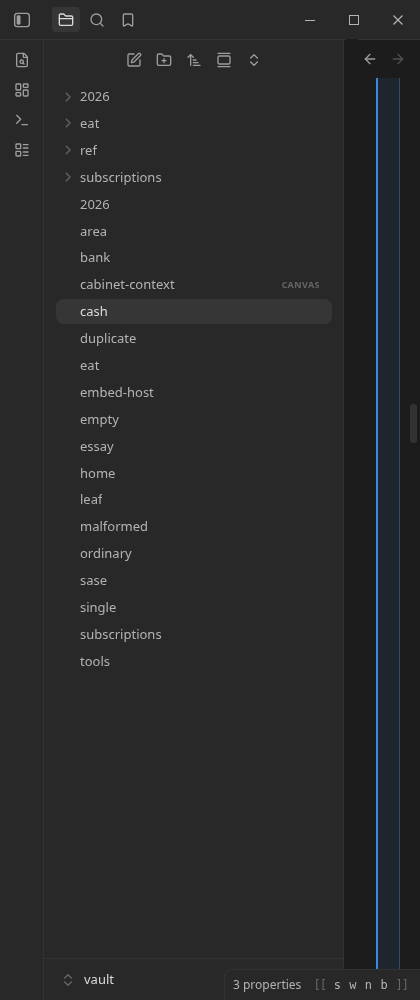 2026
eat
ref
subscriptions
2026
area
bank
cabinet-context CANVAS
cash
duplicate
eat
embed-host
empty
essay
home
leaf
malformed
ordinary
sase
single
subscriptions
tools
vault
3 properties [[ s w n b ]]